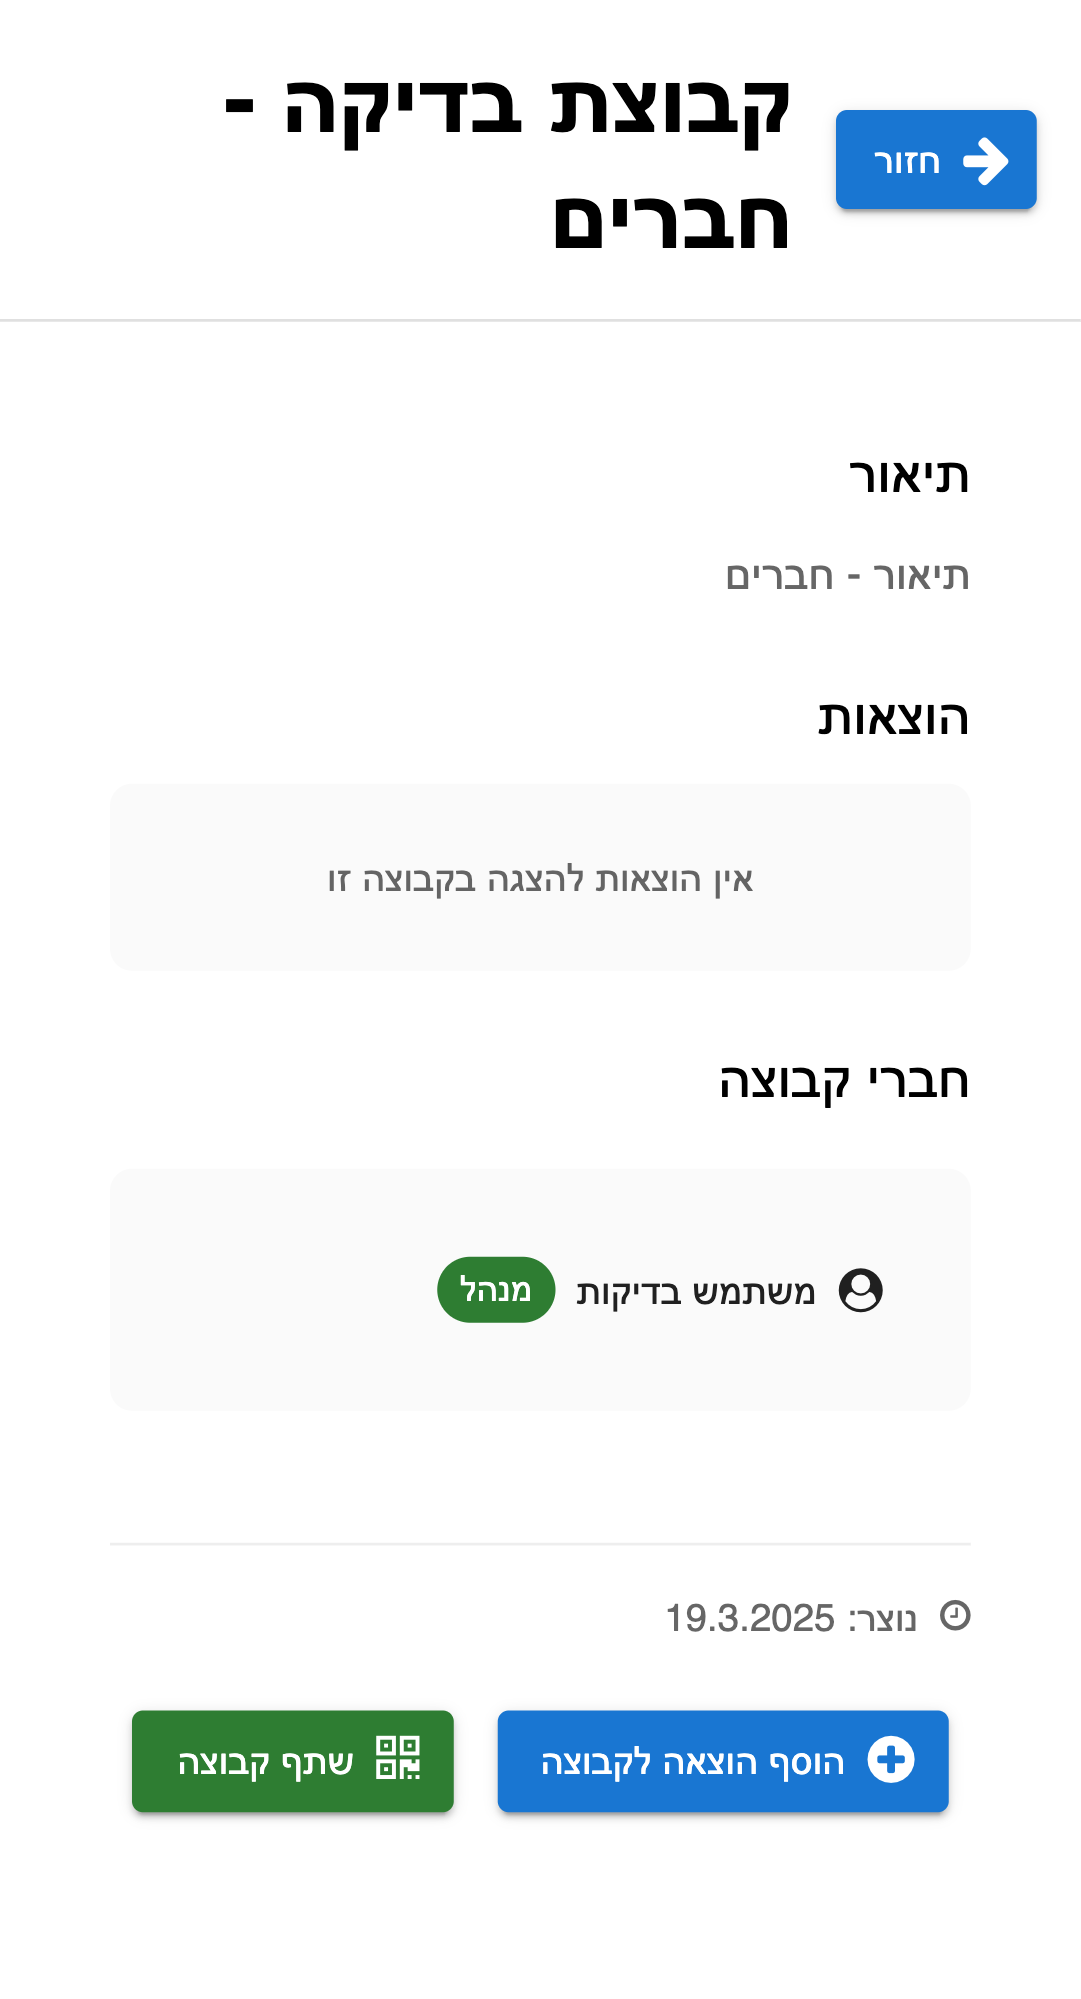 חזור
קבוצת בדיקה -
חברים
תיאור
תיאור - חברים
הוצאות
אין הוצאות להצגה בקבוצה זו
חברי קבוצה
משתמש בדיקות מנהל
נוצר: 19.3.2025
הוסף הוצאה לקבוצה
שתף קבוצה